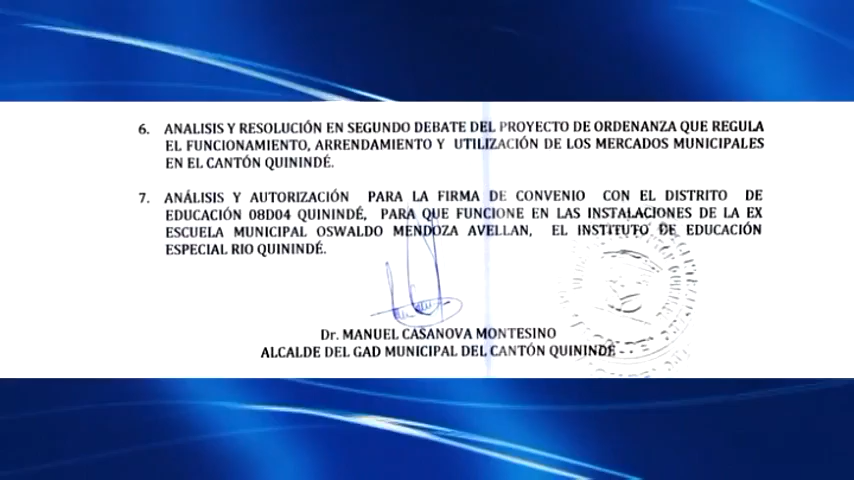 6. ANALISIS Y RESOLUCIÓN EN SEGUNDO DEBATE DEL PROYECTO DE ORDENANZA QUE REGULA
EL FUNCIONAMIENTO, ARRENDAMIENTO Y UTILIZACIÓN DE LOS MERCADOS MUNICIPALES
EN EL CANTÓN QUININDÉ.
7. ANÁLISIS Y AUTORIZACIÓN PARA LA FIRMA DE CONVENIO CON EL DISTRITO DE
EDUCACIÓN 08D04 QUININDÉ, PARA QUE FUNCIONE EN LAS INSTALACIONES DE LA EX
ESCUELA MUNICIPAL OSWALDO MENDOZA AVELLAN, EL INSTITUTO DE EDUCACIÓN
ESPECIAL RIO QUININDÉ.
Dr. MANUEL CASANOVA MONTESINO
ALCALDE DEL GAD MUNICIPAL DEL CANTÓN QUININDÉ